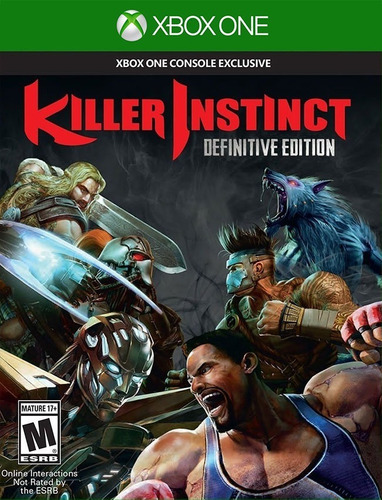 XBOX ONE
XBOX ONE CONSOLE EXCLUSIVE
KILLER INSTINCT
DEFINITIVE EDITION
MATURE 17+
M
ESRB
Online Interactions
Not Rated by
the ESRB